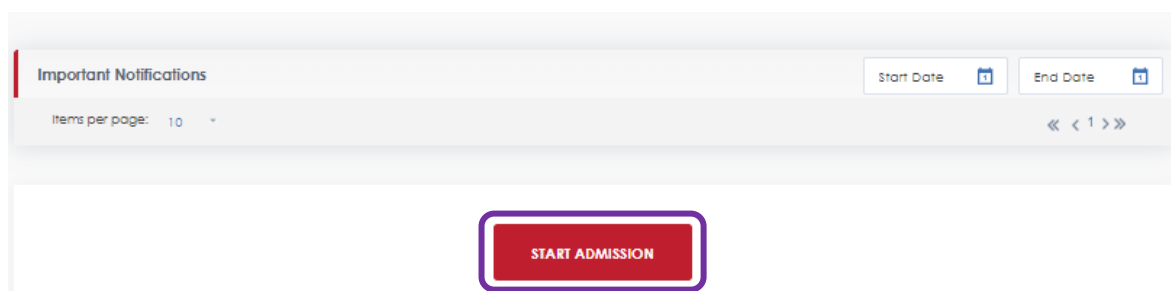 Important Notifications
Start Date
End Date
Items per page: 10
« < 1 > »
START ADMISSION